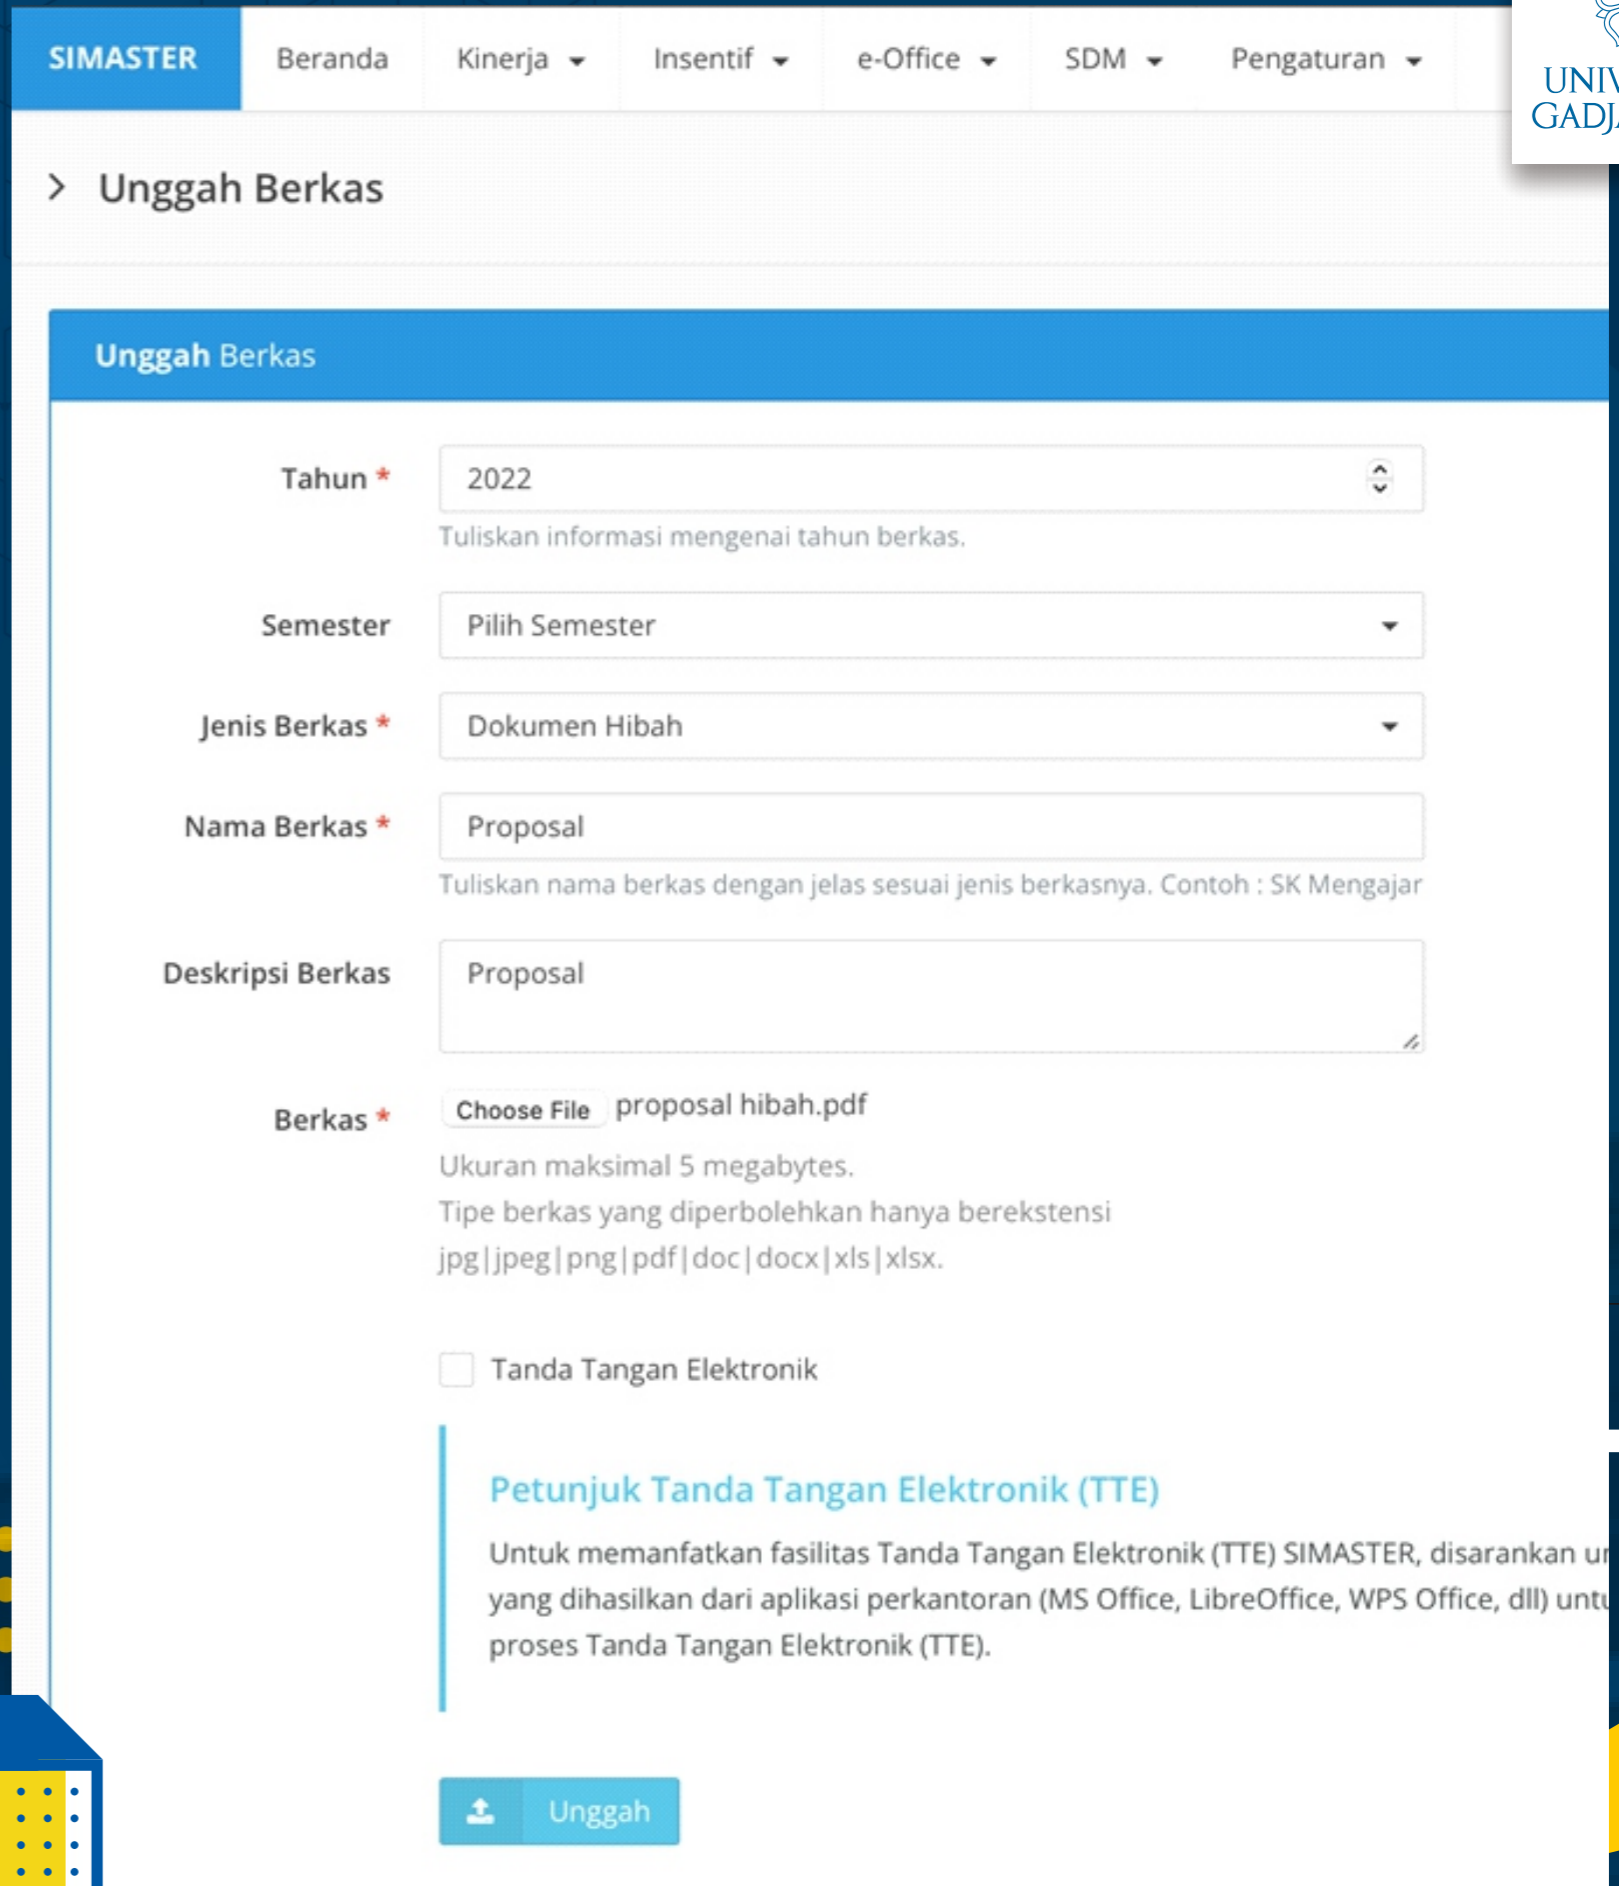 SIMASTER Beranda Kinerja Insentif e-Office SDM Pengaturan
Unggah Berkas
Unggah Berkas
Tahun * 2022
Tuliskan informasi mengenai tahun berkas.
Semester Pilih Semester
Jenis Berkas * Dokumen Hibah
Nama Berkas * Proposal
Tuliskan nama berkas dengan jelas sesuai jenis berkasnya. Contoh : SK Mengajar
Deskripsi Berkas Proposal
Berkas * Choose File proposal hibah.pdf
Ukuran maksimal 5 megabytes.
Tipe berkas yang diperbolehkan hanya berekstensi
jpg|jpeg|png|pdf|doc|docx|xls|xlsx.
Tanda Tangan Elektronik
Petunjuk Tanda Tangan Elektronik (TTE)
Untuk memanfatkan fasilitas Tanda Tangan Elektronik (TTE) SIMASTER, disarankan
yang dihasilkan dari aplikasi perkantoran (MS Office, LibreOffice, WPS Office, dll)
proses Tanda Tangan Elektronik (TTE).
Unggah